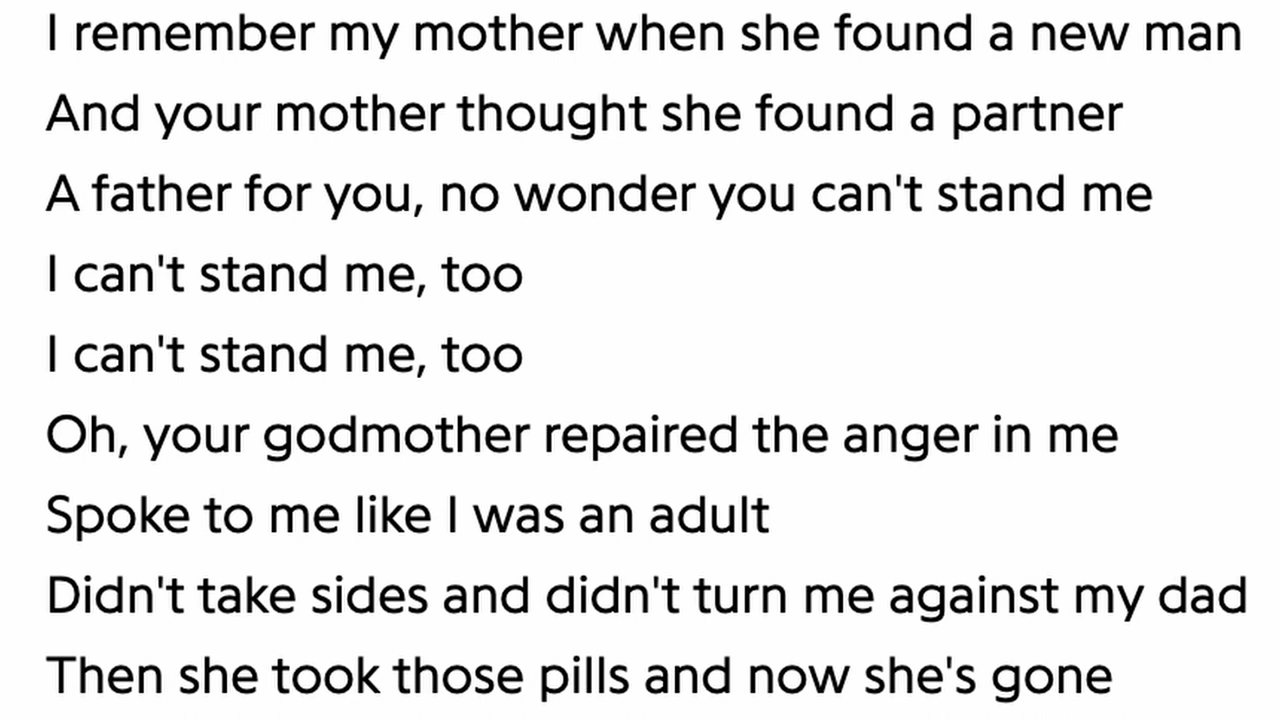 I remember my mother when she found a new man
And your mother thought she found a partner
A father for you, no wonder you can't stand me
I can't stand me, too
I can't stand me, too
Oh, your godmother repaired the anger in me
Spoke to me like I was an adult
Didn't take sides and didn't turn me against my dad
Then she took those pills and now she's gone